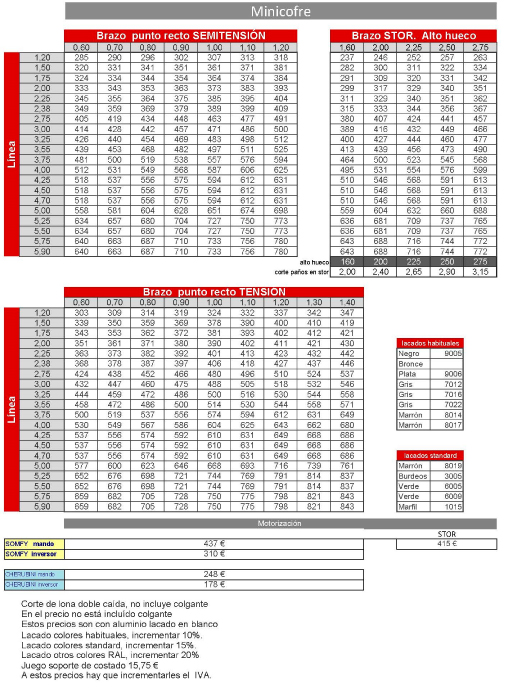 Minicofre
Brazo punto recto SEMITENSIÓN Brazo STOR. Alto hueco
0,60 0,70 0,80 0,90 1,00 1,10 1,20 1,60 2,00 2,25 2,50 2,75
Línea
1,20 285 290 296 302 307 313 318 237 246 252 257 263
1,50 320 331 341 351 361 371 381 282 300 311 322 334
1,75 324 334 344 354 364 374 384 291 309 320 331 342
2,00 333 343 353 363 373 383 393 299 317 329 340 351
2,25 345 355 364 375 385 395 404 311 329 340 351 362
2,38 349 359 369 379 389 399 409 315 333 344 356 367
2,75 405 419 434 448 463 477 491 380 407 424 441 457
3,00 414 428 442 457 471 486 500 389 416 432 449 466
3,25 426 440 454 469 483 498 512 400 427 444 460 477
3,55 439 453 468 482 497 511 525 413 439 456 473 490
3,75 481 500 519 538 557 576 594 464 500 523 545 568
4,00 512 531 549 568 587 606 625 495 531 554 576 599
4,25 518 537 556 575 594 612 631 510 546 568 591 613
4,50 518 537 556 575 594 612 631 510 546 568 591 613
4,70 518 537 556 575 594 612 631 510 546 568 591 613
5,00 558 581 604 628 651 674 698 559 604 632 660 688
5,25 634 657 680 704 727 750 773 636 681 709 737 765
5,50 634 657 680 704 727 750 773 636 681 709 737 765
5,75 640 663 687 710 733 756 780 643 688 716 744 772
5,90 640 663 687 710 733 756 780 643 688 716 744 772
alto hueco 160 200 225 250 275
corte paños en stor 2,00 2,40 2,65 2,90 3,15
Brazo punto recto TENSION
0,60 0,70 0,80 0,90 1,00 1,10 1,20 1,30 1,40
Línea
1,20 303 309 314 319 324 332 337 342 347
1,50 339 350 359 369 378 390 400 410 419
1,75 343 353 362 372 381 393 402 412 421
2,00 351 361 371 380 390 402 411 421 430
2,25 363 373 382 392 401 413 423 432 442
2,38 368 378 387 397 406 418 427 437 446
2,75 424 438 452 466 480 496 510 524 537
3,00 432 447 460 475 488 505 518 532 546
3,25 444 459 472 486 500 516 530 544 558
3,55 458 472 486 500 514 530 544 558 571
3,75 500 519 537 556 574 594 612 631 649
4,00 530 549 567 586 604 625 643 662 680
4,25 537 556 574 592 610 631 649 668 686
4,50 537 556 574 592 610 631 649 668 686
4,70 537 556 574 592 610 631 649 668 686
5,00 577 600 623 646 668 693 716 739 761
5,25 652 676 698 721 744 769 791 814 837
5,50 652 676 698 721 744 769 791 814 837
5,75 659 682 705 728 750 775 798 821 843
5,90 659 682 705 728 750 775 798 821 843
lacados habituales
Negro 9005
Bronce
Plata 9006
Gris 7012
Gris 7016
Gris 7022
Marrón 8014
Marrón 8017
lacados standard
Marrón 8019
Burdeos 3005
Verde 6005
Verde 6009
Marfil 1015
Motorización
STOR
SOMFY mando 437 € 415 €
SOMFY inversor 310 €
CHERUBINI mando 248 €
CHERUBINI inversor 178 €
Corte de lona doble caída, no incluye colgante
En el precio no está incluido colgante
Estos precios son con aluminio lacado en blanco
Lacado colores habituales, incrementar 10%.
Lacado colores standard, incrementar 15%.
Lacado otros colores RAL, incrementar 20%
Juego soporte de costado 15,75 €
A estos precios hay que incrementarles el IVA.